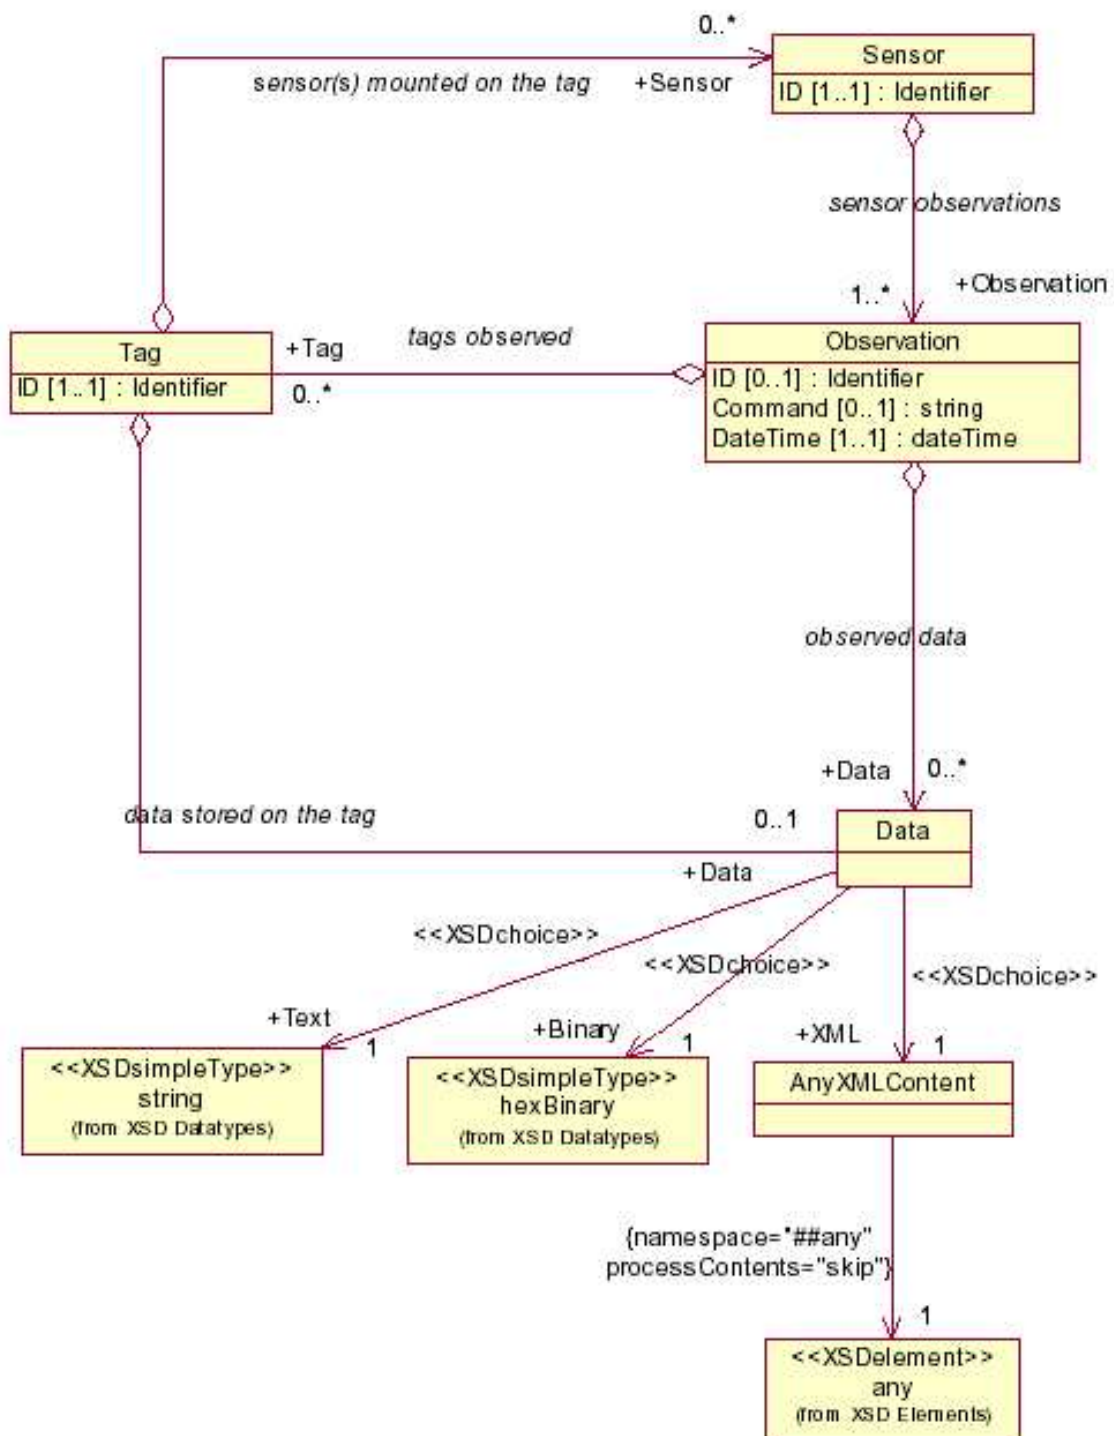 0..*
Sensor
sensor(s) mounted on the tag
+Sensor
ID [1..1] : Identifier
sensor observations
1..*
+Observation
Tag
ID [1..1] : Identifier
+Tag
0..*
tags observed
Observation
ID [0..1] : Identifier
Command [0..1] : string
DateTime [1..1] : dateTime
observed data
+Data
0..*
data stored on the tag
0..1
+Data
Data
<<XSDchoice>>
<<XSDchoice>>
<<XSDchoice>>
+Text
1
+Binary
1
+XML
1
<<XSDsimpleType>>
string
(from XSD Datatypes)
<<XSDsimpleType>>
hexBinary
(from XSD Datatypes)
AnyXMLContent
{namespace="##any"
processContents="skip"}
1
<<XSDelement>>
any
(from XSD Elements)